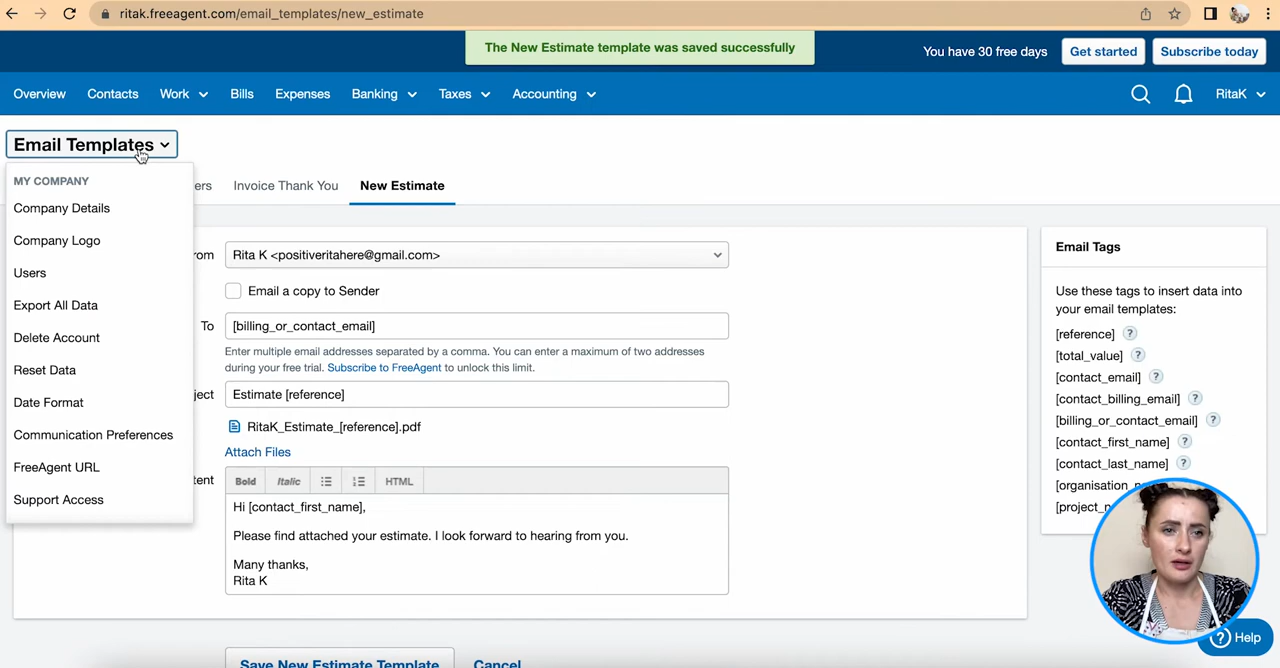 ritak.freeagent.com/email_templates/new_estimate
The New Estimate template was saved successfully
You have 30 free days
Get started
Subscribe today
Overview
Contacts
Work
Bills
Expenses
Banking
Taxes
Accounting
RitaK
Email Templates
MY COMPANY
Company Details
Company Logo
Users
Export All Data
Delete Account
Reset Data
Date Format
Communication Preferences
FreeAgent URL
Support Access
Invoice Thank You
New Estimate
Rita K <positiveritahere@gmail.com>
Email a copy to Sender
To
[billing_or_contact_email]
Enter multiple email addresses separated by a comma. You can enter a maximum of two addresses
during your free trial. Subscribe to FreeAgent to unlock this limit.
Estimate [reference]
RitaK_Estimate_[reference].pdf
Attach Files
Bold
Italic
HTML
Hi [contact_first_name],
Please find attached your estimate. I look forward to hearing from you.
Many thanks,
Rita K
Save New Estimate Template
Cancel
Email Tags
Use these tags to insert data into
your email templates:
[reference] ?
[total_value] ?
[contact_email] ?
[contact_billing_email] ?
[billing_or_contact_email] ?
[contact_first_name] ?
[contact_last_name] ?
? Help